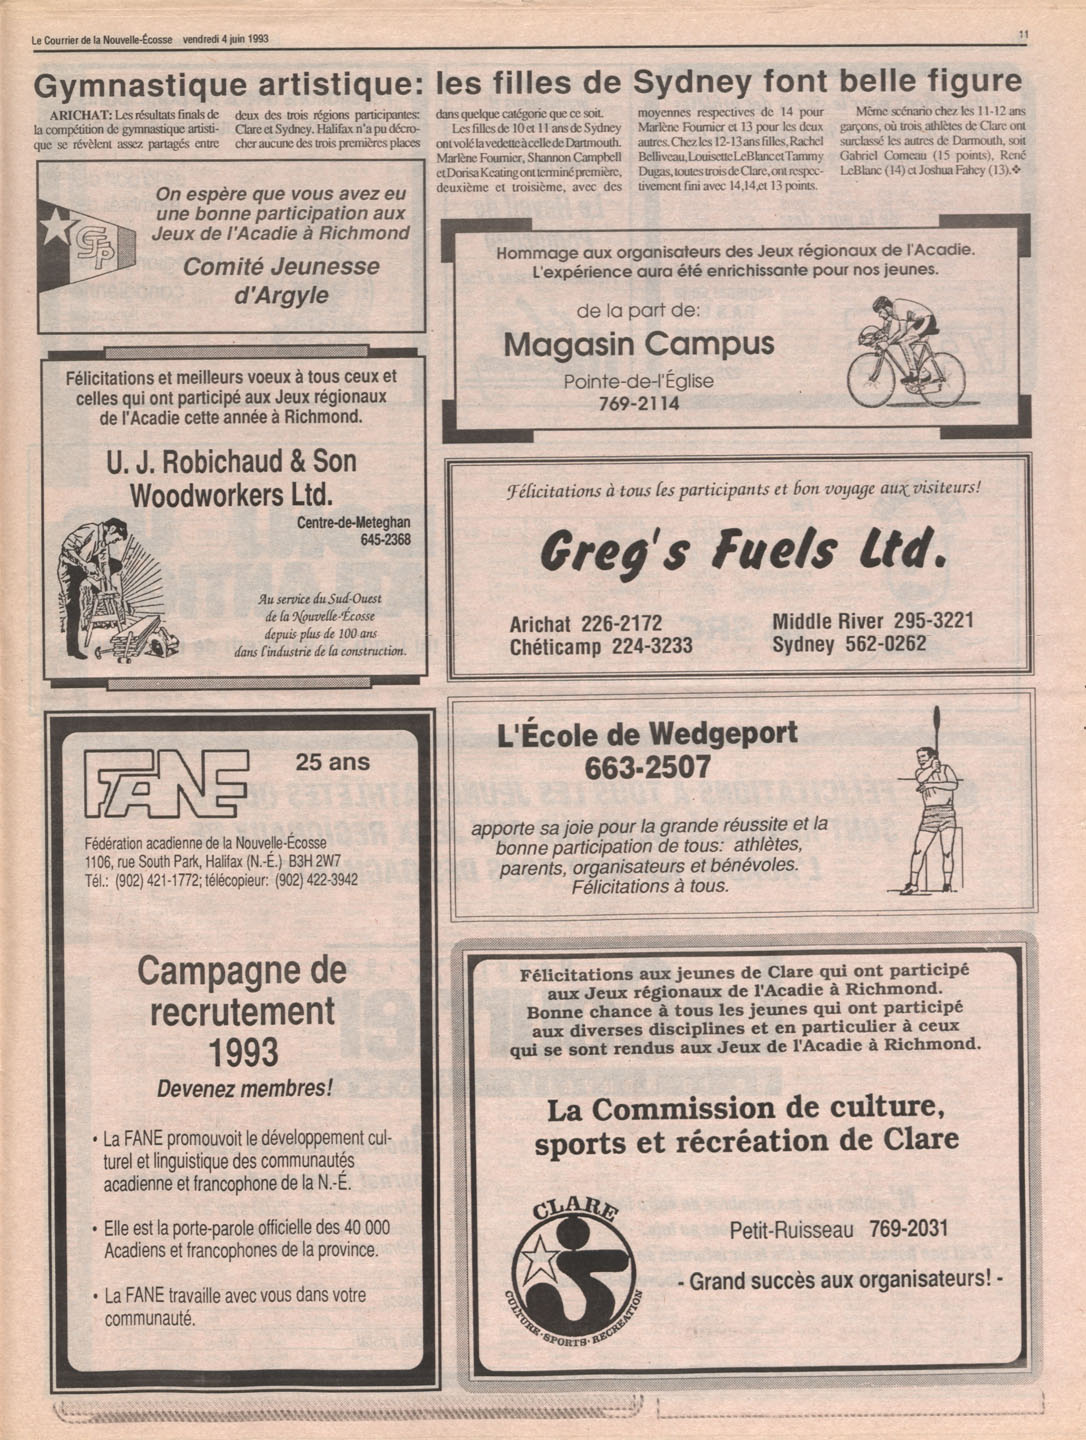 Le Courrier de la Nouvelle-Écosse vendredi 4 juin 1993
11
Gymnastique artistique: les filles de Sydney font belle figure
ARICHAT: Les résultats finals de
la compétition de gymnastique artisti-
que se révèlent assez partagés entre
deux des trois régions participantes:
Clare et Sydney. Halifax n'a pu décro-
cher aucune des trois premières places
dans quelque catégorie que ce soit.
Les filles de 10 et 11 ans de Sydney
ont volé la vedette à celle de Dartmouth.
Marlène Fournier, Shannon Campbell
et Dorisa Keating ont terminé première,
deuxième et troisième, avec des
moyennes respectives de 14 pour
Marlène Fournier et 13 pour les deux
autres. Chez les 12-13 ans filles, Rachel
Belliveau, Louisette LeBlanc et Tammy
Dugas, toutes trois de Clare, ont respec-
tivement fini avec 14,14,et 13 points.
Même scénario chez les 11-12 ans
garçons, où trois athlètes de Clare ont
surclassé les autres de Darmouth, soit
Gabriel Comeau (15 points), René
LeBlanc (14) et Joshua Fahey (13).❖
On espère que vous avez eu
une bonne participation aux
Jeux de l'Acadie à Richmond
Comité Jeunesse
d'Argyle
Hommage aux organisateurs des Jeux régionaux de l'Acadie.
L'expérience aura été enrichissante pour nos jeunes.
de la part de:
Magasin Campus
Pointe-de-l'Église
769-2114
Félicitations et meilleurs voeux à tous ceux et
celles qui ont participé aux Jeux régionaux
de l'Acadie cette année à Richmond.
U. J. Robichaud & Son
Woodworkers Ltd.
Centre-de-Meteghan
645-2368
Au service du Sud-Ouest
de la Nouvelle-Écosse
depuis plus de 100 ans
dans l'industrie de la construction.
Félicitations à tous les participants et bon voyage aux visiteurs!
Greg's Fuels Ltd.
Arichat 226-2172
Chéticamp 224-3233
Middle River 295-3221
Sydney 562-0262
L'École de Wedgeport
663-2507
apporte sa joie pour la grande réussite et la
bonne participation de tous: athlètes,
parents, organisateurs et bénévoles.
Félicitations à tous.
FANE
25 ans
Fédération acadienne de la Nouvelle-Écosse
1106, rue South Park, Halifax (N.-É.) B3H 2W7
Tél.: (902) 421-1772; télécopieur: (902) 422-3942
Campagne de
recrutement
1993
Devenez membres!
• La FANE promouvoit le développement cul-
turel et linguistique des communautés
acadienne et francophone de la N.-É.
• Elle est la porte-parole officielle des 40 000
Acadiens et francophones de la province.
• La FANE travaille avec vous dans votre
communauté.
Félicitations aux jeunes de Clare qui ont participé
aux Jeux régionaux de l'Acadie à Richmond.
Bonne chance à tous les jeunes qui ont participé
aux diverses disciplines et en particulier à ceux
qui se sont rendus aux Jeux de l'Acadie à Richmond.
La Commission de culture,
sports et récréation de Clare
CLARE
CULTURE·SPORTS·RECREATION
Petit-Ruisseau 769-2031
- Grand succès aux organisateurs! -